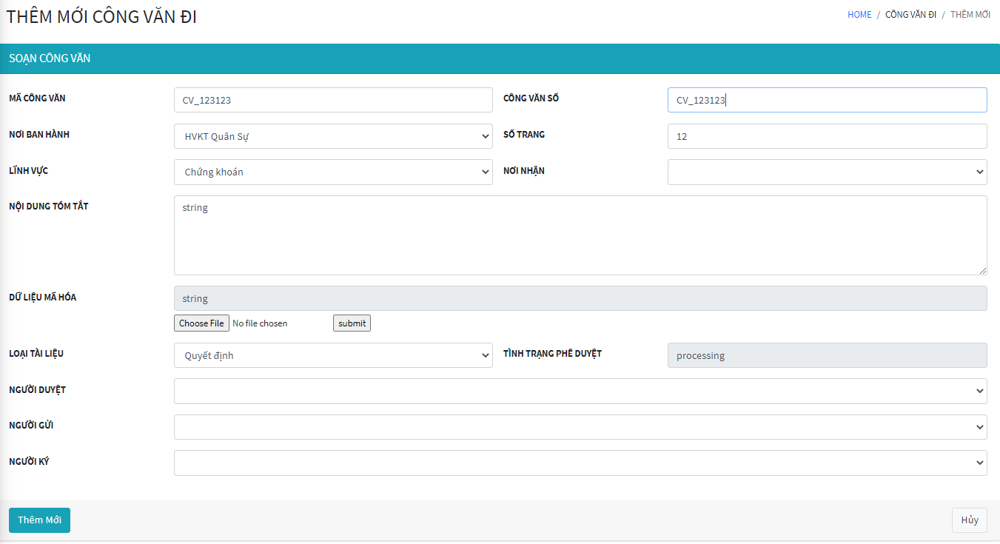 THÊM MỚI CÔNG VĂN ĐI
HOME / CÔNG VĂN ĐI / THÊM MỚI
SOẠN CÔNG VĂN
MÃ CÔNG VĂN CV_123123 CÔNG VĂN SỐ CV_123123
NƠI BAN HÀNH HVKT Quân Sự SỐ TRANG 12
LĨNH VỰC Chứng khoán NƠI NHẬN
NỘI DUNG TÓM TẮT string
DỮ LIỆU MÃ HÓA string
Choose File No file chosen submit
LOẠI TÀI LIỆU Quyết định TÌNH TRẠNG PHÊ DUYỆT processing
NGƯỜI DUYỆT
NGƯỜI GỬI
NGƯỜI KÝ
Thêm Mới Hủy